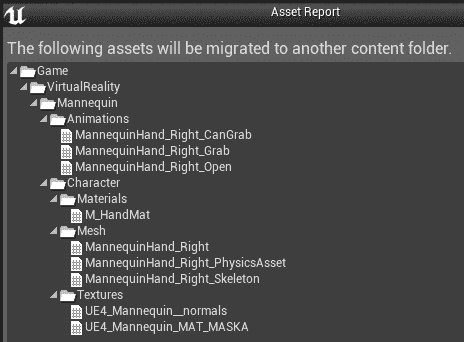 Asset Report
The following assets will be migrated to another content folder.
Game
VirtualReality
Mannequin
Animations
MannequinHand_Right_CanGrab
MannequinHand_Right_Grab
MannequinHand_Right_Open
Character
Materials
M_HandMat
Mesh
MannequinHand_Right
MannequinHand_Right_PhysicsAsset
MannequinHand_Right_Skeleton
Textures
UE4_Mannequin__normals
UE4_Mannequin_MAT_MASKA